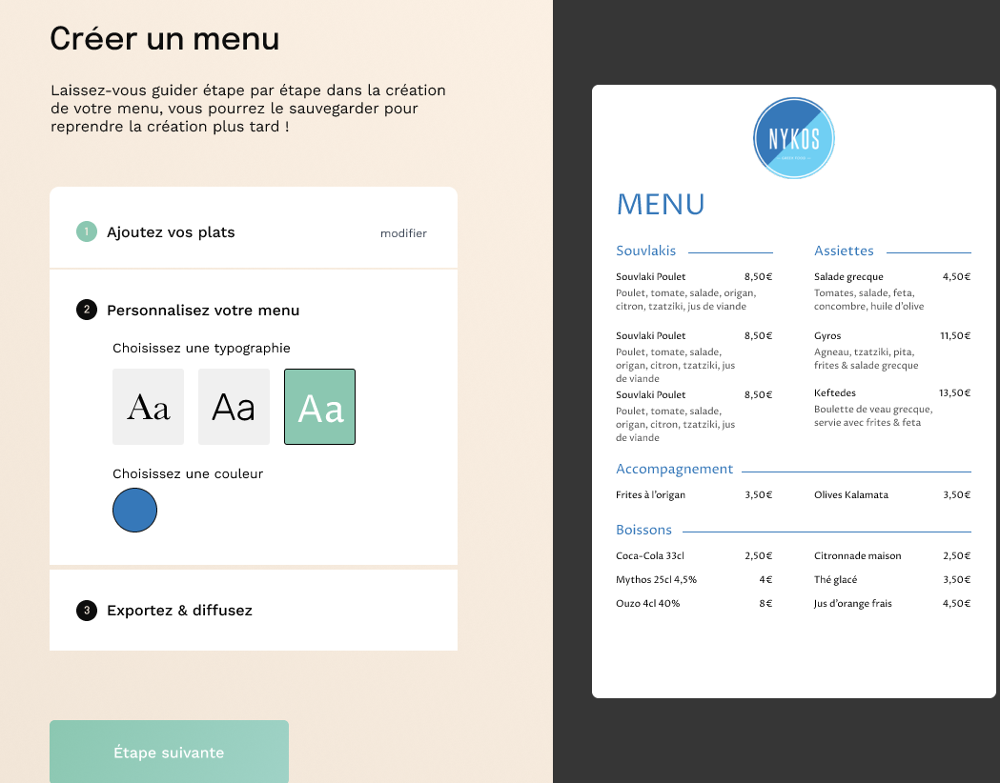 Créer un menu
Laissez-vous guider étape par étape dans la création
de votre menu, vous pourrez le sauvegarder pour
reprendre la création plus tard !
1 Ajoutez vos plats modifier
2 Personnalisez votre menu
Choisissez une typographie
Aa Aa Aa
Choisissez une couleur
3 Exportez & diffusez
Étape suivante
NYKOS
MENU
Souvlakis
Souvlaki Poulet 8,50€
Poulet, tomate, salade, origan,
citron, tzatziki, jus de viande
Souvlaki Poulet 8,50€
Poulet, tomate, salade,
origan, citron, tzatziki, jus
de viande
Souvlaki Poulet 8,50€
Poulet, tomate, salade,
origan, citron, tzatziki, jus
de viande
Assiettes
Salade grecque 4,50€
Tomates, salade, feta,
concombre, huile d'olive
Gyros 11,50€
Agneau, tzatziki, pita,
frites & salade grecque
Keftedes 13,50€
Boulette de veau grecque,
servie avec frites & feta
Accompagnement
Frites à l'origan 3,50€ Olives Kalamata 3,50€
Boissons
Coca-Cola 33cl 2,50€ Citronnade maison 2,50€
Mythos 25cl 4,5% 4€ Thé glacé 3,50€
Ouzo 4cl 40% 8€ Jus d'orange frais 4,50€